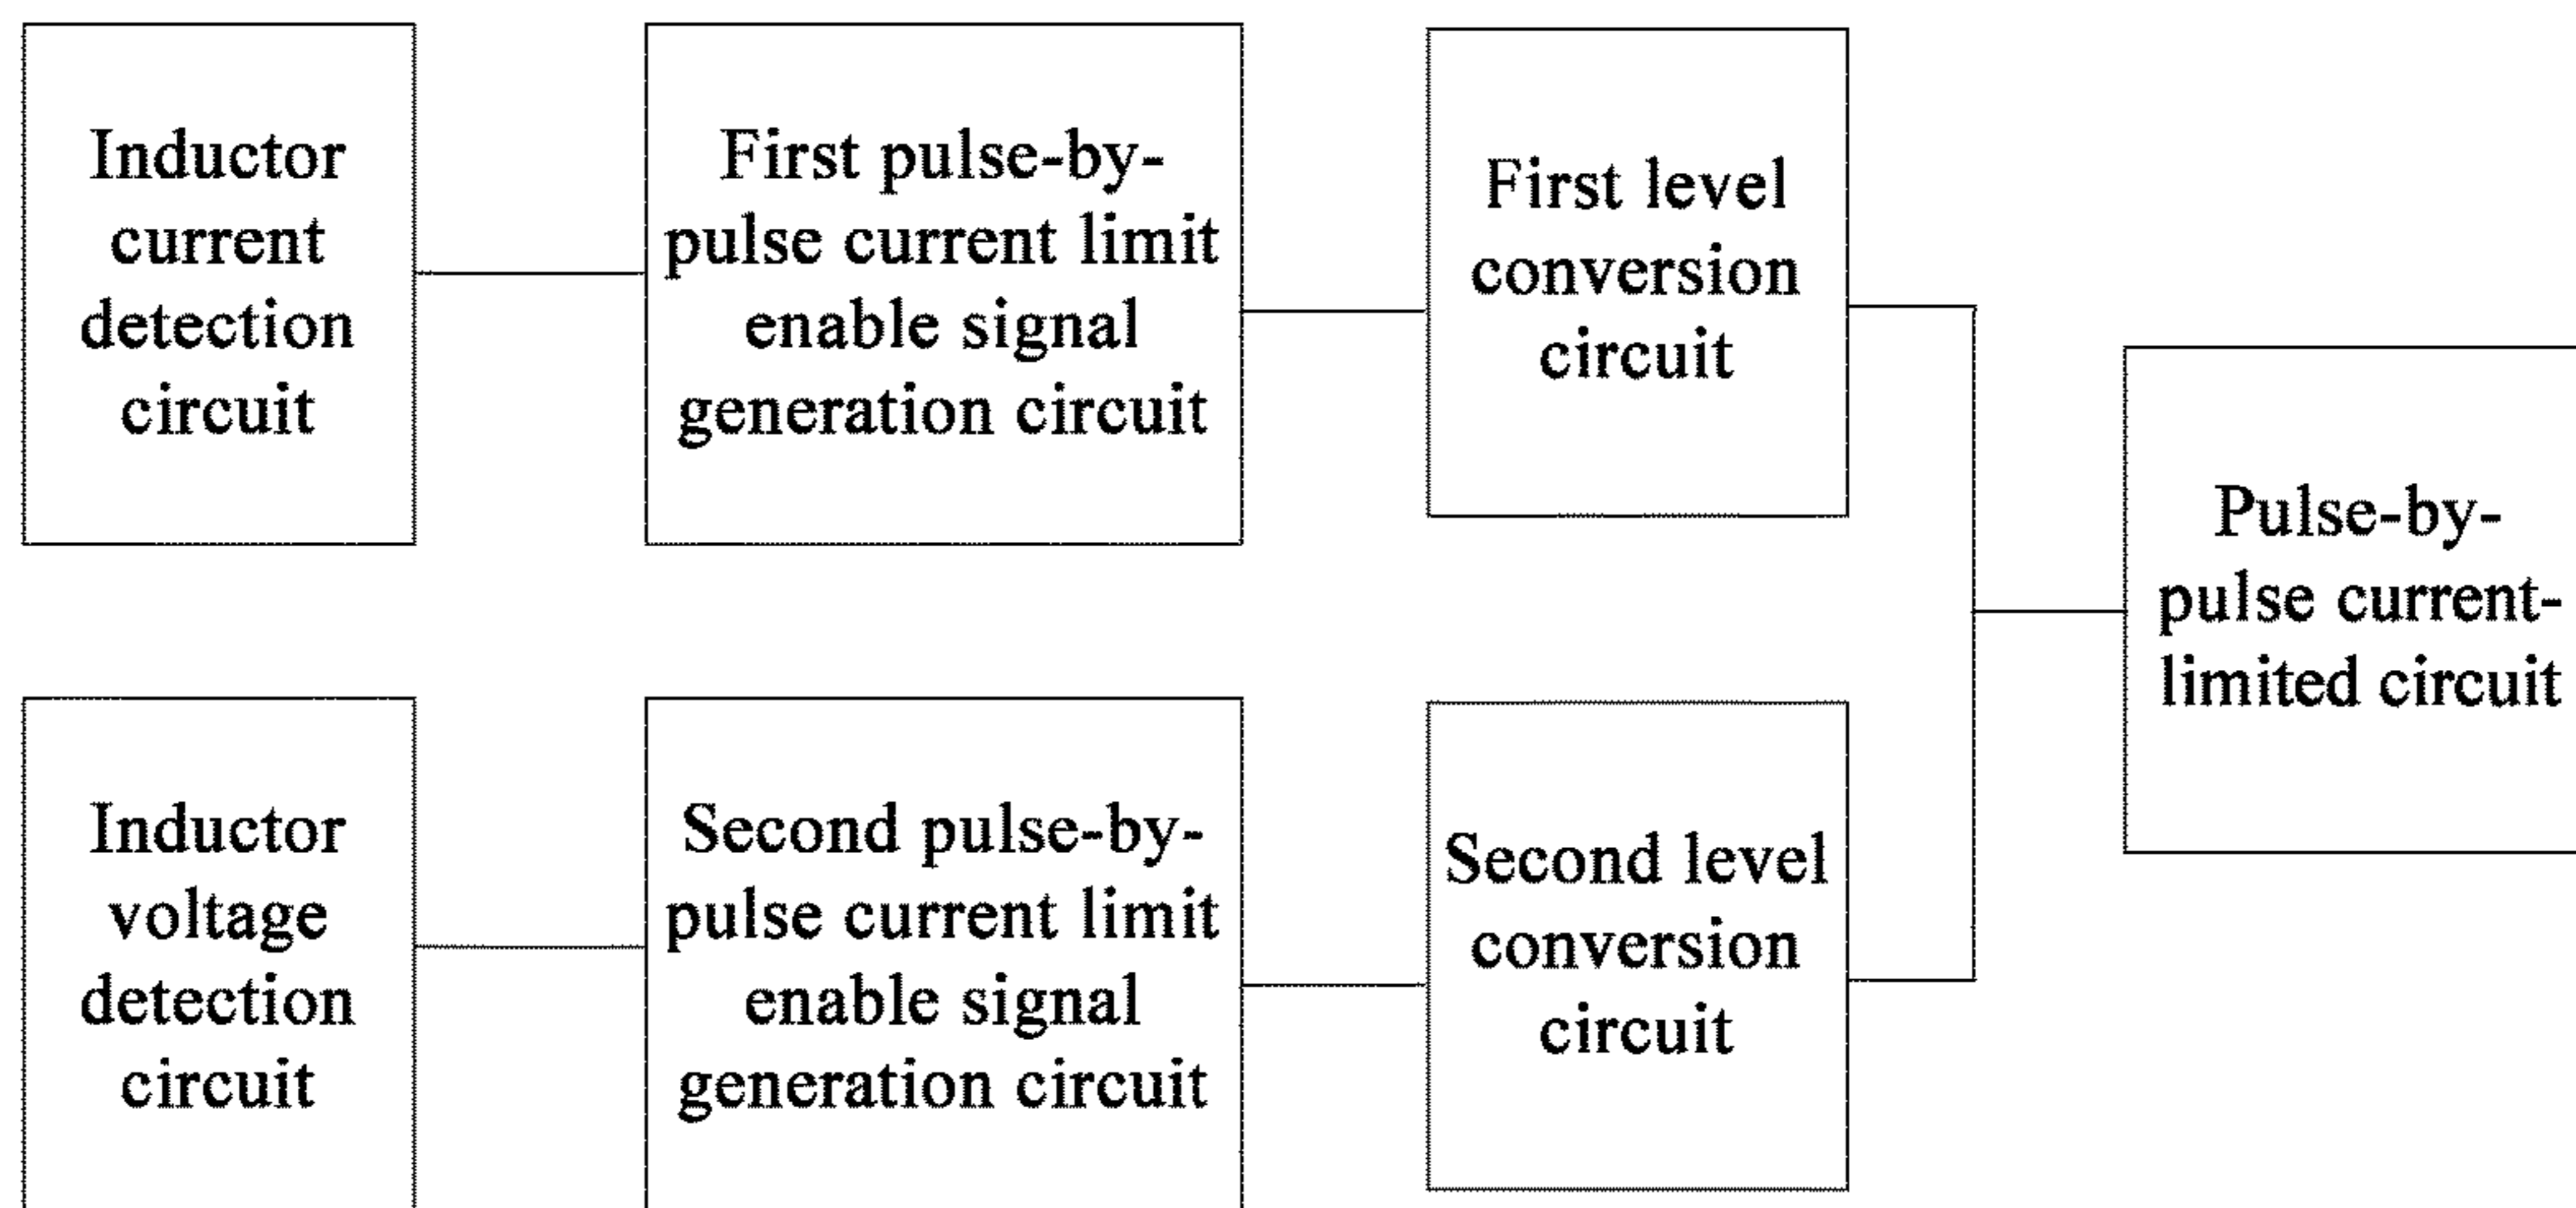 Inductor
current
detection
circuit
First pulse-by-
pulse current limit
enable signal
generation circuit
First level
conversion
circuit
Pulse-by-
pulse current-
limited circuit
Inductor
voltage
detection
circuit
Second pulse-by-
pulse current limit
enable signal
generation circuit
Second level
conversion
circuit